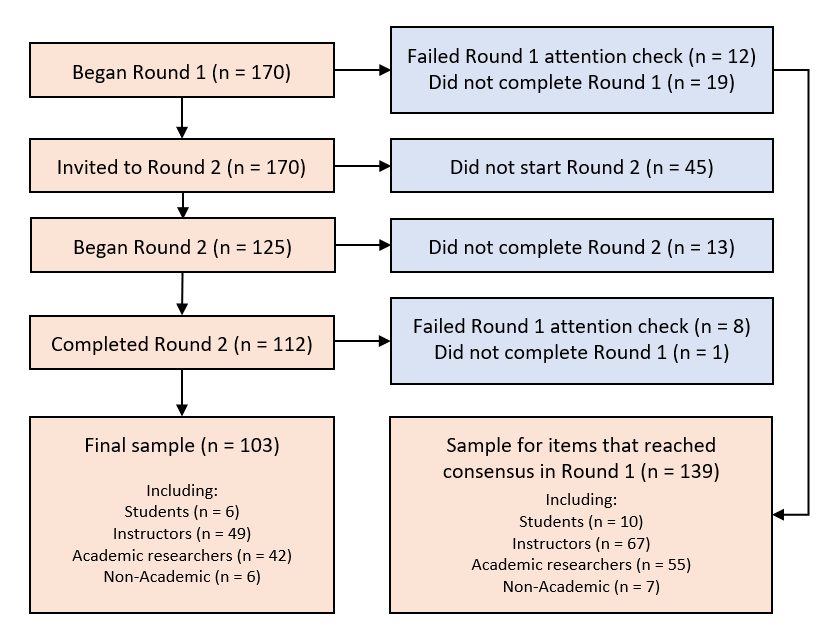 Began Round 1 (n = 170)
Failed Round 1 attention check (n = 12)
Did not complete Round 1 (n = 19)
Invited to Round 2 (n = 170)
Did not start Round 2 (n = 45)
Began Round 2 (n = 125)
Did not complete Round 2 (n = 13)
Completed Round 2 (n = 112)
Failed Round 1 attention check (n = 8)
Did not complete Round 1 (n = 1)
Final sample (n = 103)
Including:
Students (n = 6)
Instructors (n = 49)
Academic researchers (n = 42)
Non-Academic (n = 6)
Sample for items that reached
consensus in Round 1 (n = 139)
Including:
Students (n = 10)
Instructors (n = 67)
Academic researchers (n = 55)
Non-Academic (n = 7)